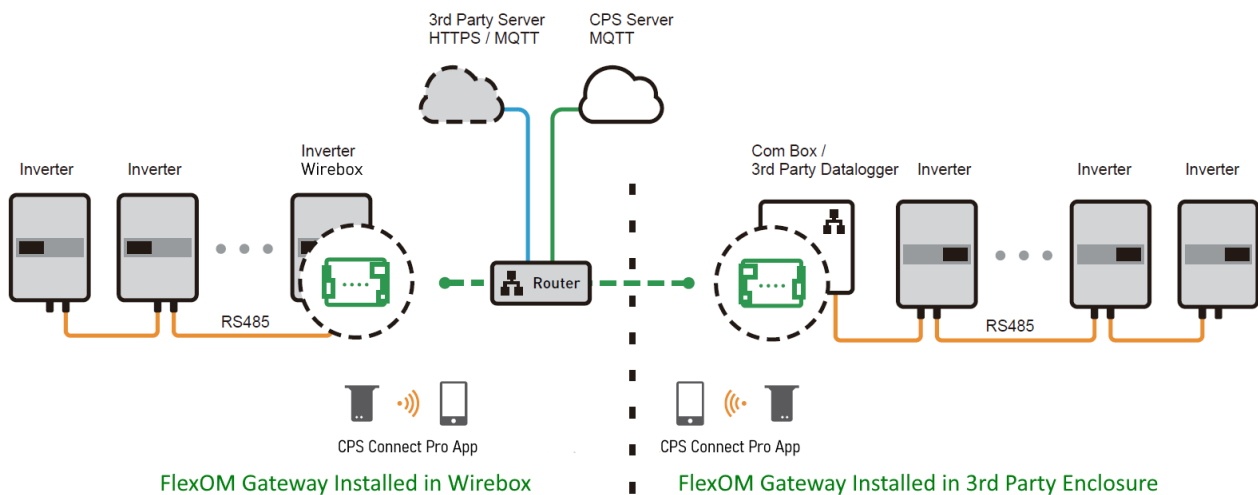 3rd Party Server
HTTPS / MQTT
CPS Server
MQTT
Inverter
Inverter
Inverter
Wirebox
Com Box /
3rd Party Datalogger
Inverter
Inverter
Inverter
Router
RS485
RS485
CPS Connect Pro App
CPS Connect Pro App
FlexOM Gateway Installed in Wirebox
FlexOM Gateway Installed in 3rd Party Enclosure